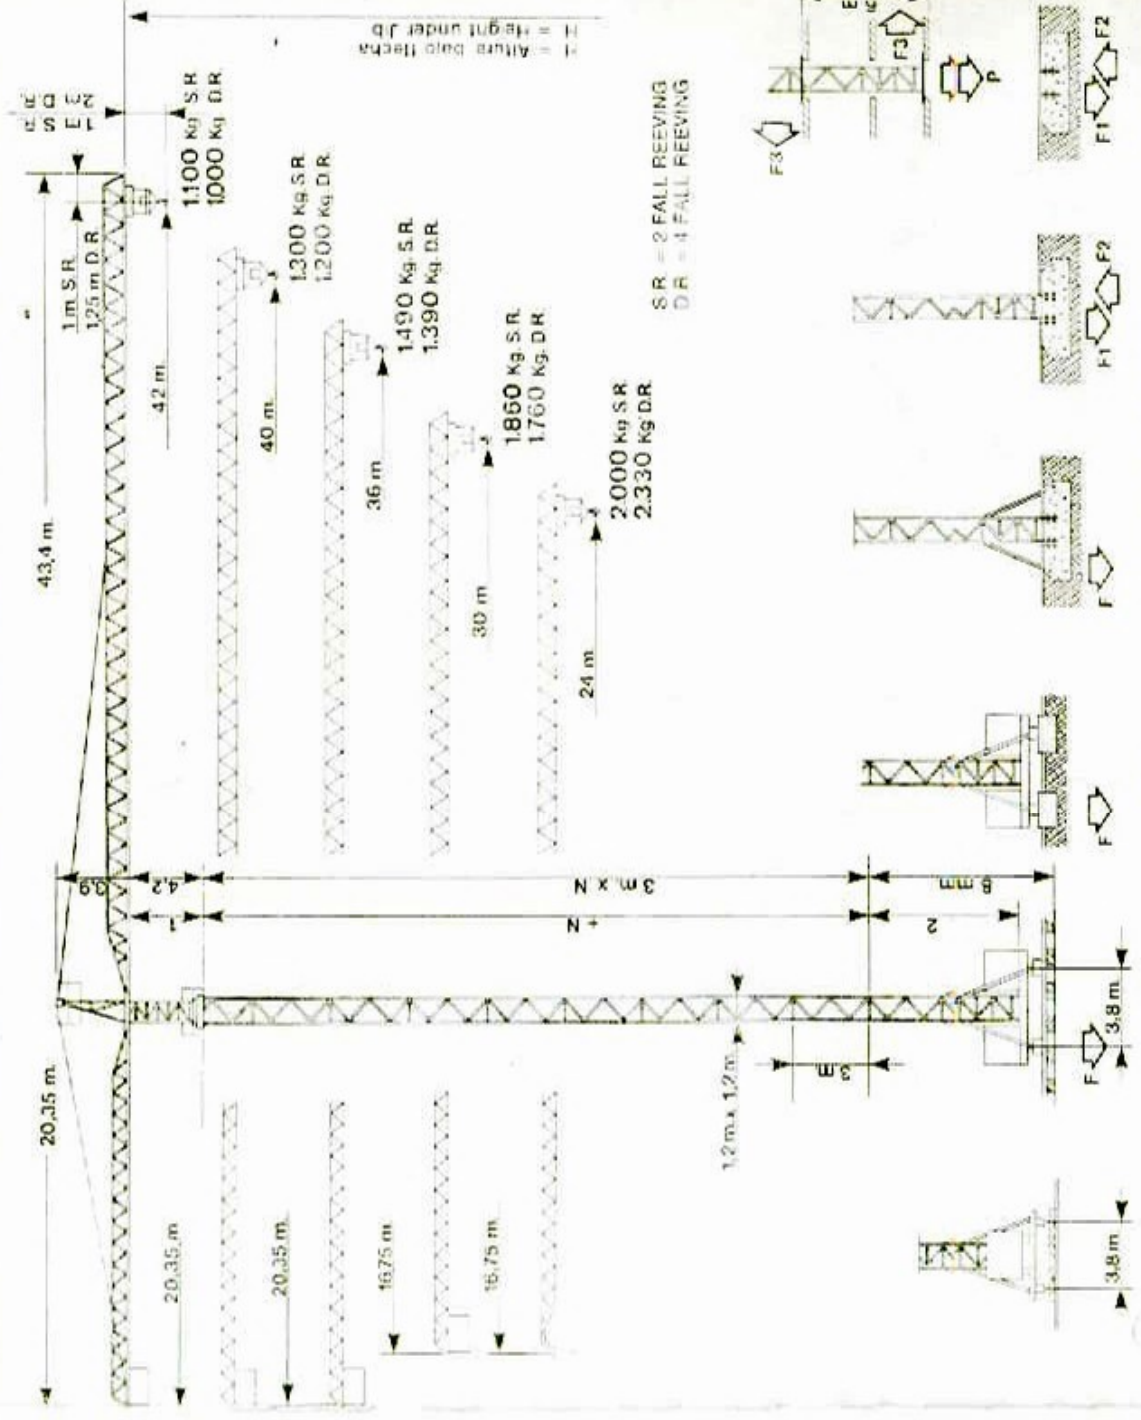 H = Altura bajo flecha
H = Height under Jib
43,4 m.
20,35 m.
1 m S.R.
1,25 m D.R.
1 m S.R.
2 m D.R.
3,9
4,2
1
42 m.
1.100 Kg S.R.
1.000 Kg D.R.
20,35 m.
40 m.
1.300 Kg. S.R.
1.200 Kg. D.R.
20,35 m.
36 m
1.490 Kg. S.R.
1.390 Kg. D.R.
16,75 m.
30 m
1.860 Kg. S.R.
1.760 Kg. D.R.
16,75 m.
24 m
2.000 Kg S.R.
2.330 Kg D.R.
3 m. x N
+ N
S.R. = 2 FALL REEVING
D.R. = 4 FALL REEVING
1,2 m. x 1,2 m.
3 m
2
F3
F3
E
P
3,8 m.
3,8 m.
F
F
F
F1
F2
F1
F2